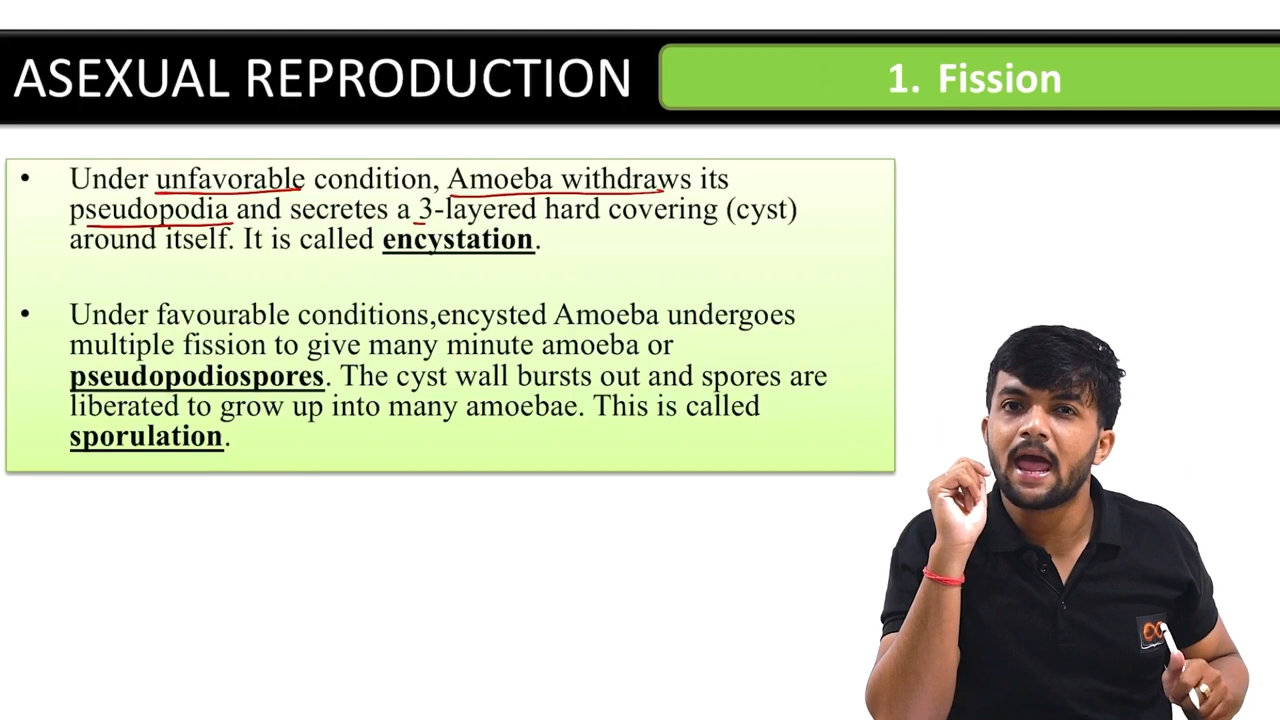 ASEXUAL REPRODUCTION
1. Fission
• Under unfavorable condition, Amoeba withdraws its
pseudopodia and secretes a 3-layered hard covering (cyst)
around itself. It is called encystation.
• Under favourable conditions,encysted Amoeba undergoes
multiple fission to give many minute amoeba or
pseudopodiospores. The cyst wall bursts out and spores are
liberated to grow up into many amoebae. This is called
sporulation.